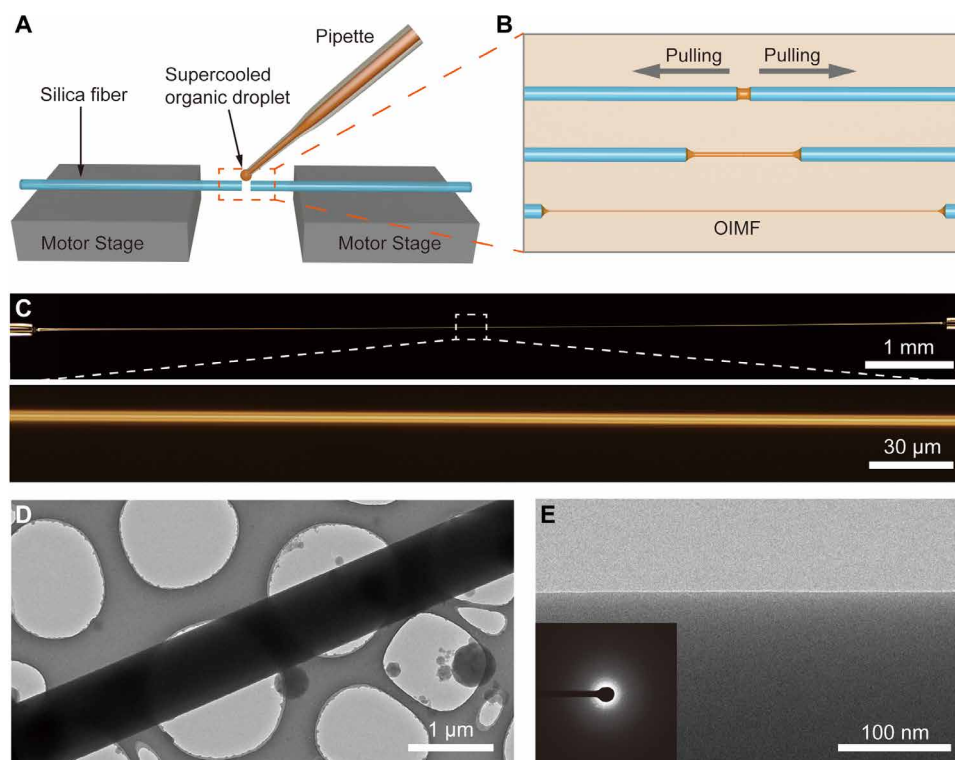 A
Pipette
Supercooled
organic droplet
Silica fiber
Motor Stage
Motor Stage
B
Pulling
Pulling
OIMF
C
1 mm
30 µm
D
1 µm
E
100 nm